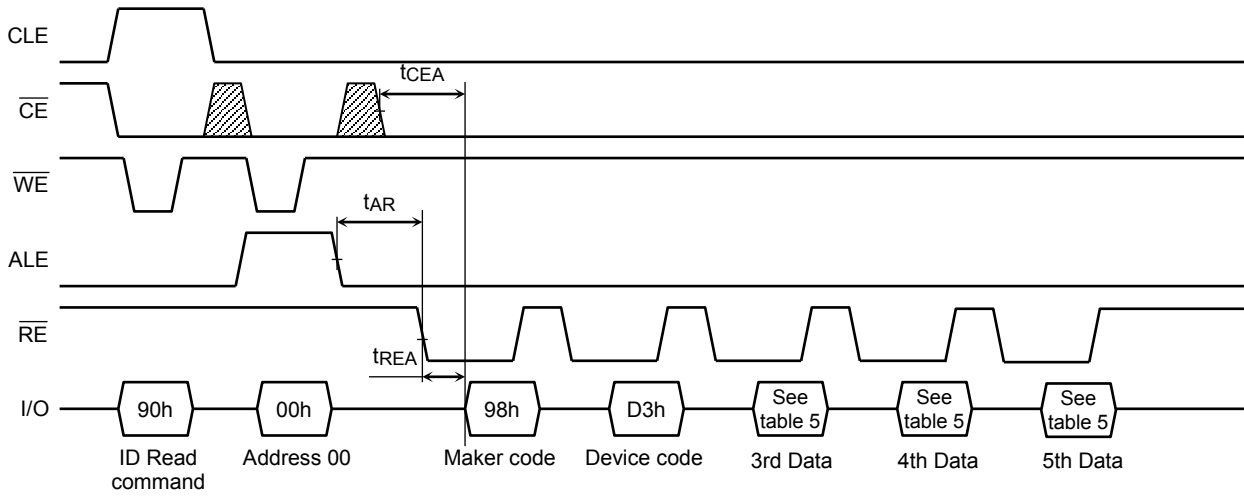 CLE
tCEA
CE
WE
tAR
ALE
RE
tREA
I/O
90h
00h
98h
D3h
See
table 5
See
table 5
See
table 5
ID Read
command
Address 00
Maker code
Device code
3rd Data
4th Data
5th Data